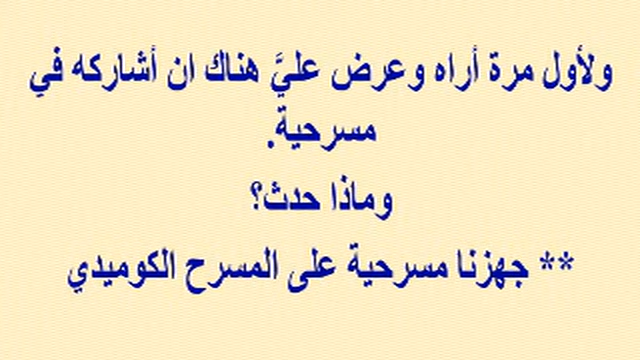 ولأول مرة أراه وعرض عليَّ هناك ان أشاركه في
مسرحية.
وماذا حدث؟
** جهزنا مسرحية على المسرح الكوميدي